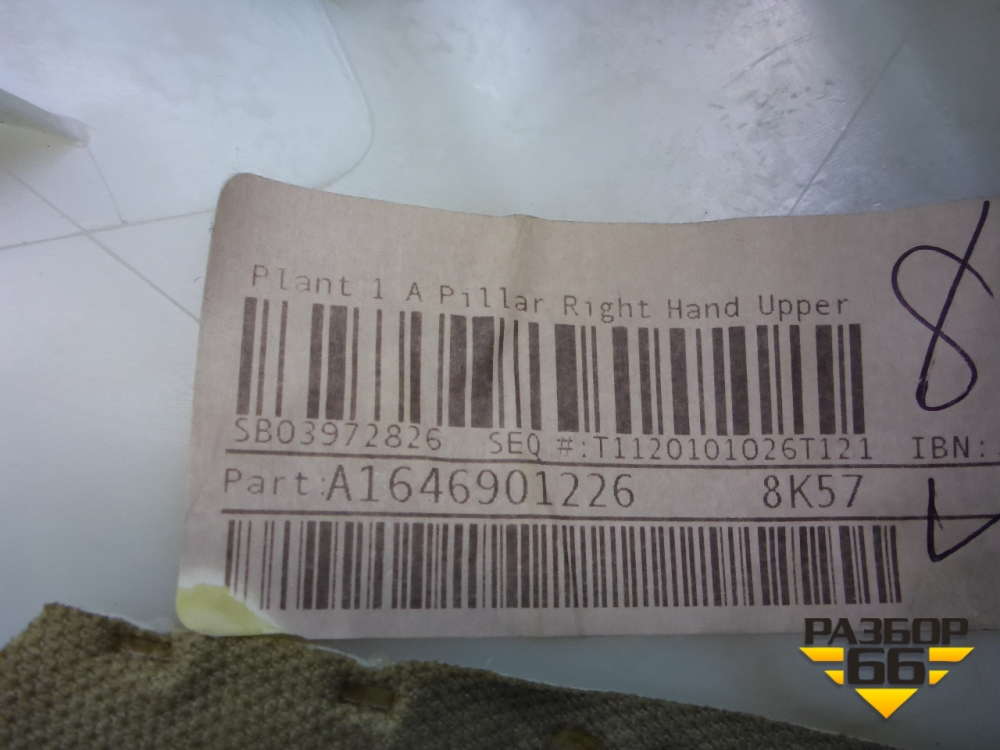 Plant 1 A Pillar Right Hand Upper
8
SB03972826 SEQ #:T1120101026T121 IBN:
Part:A1646901226 8K57
РАЗБОР
66